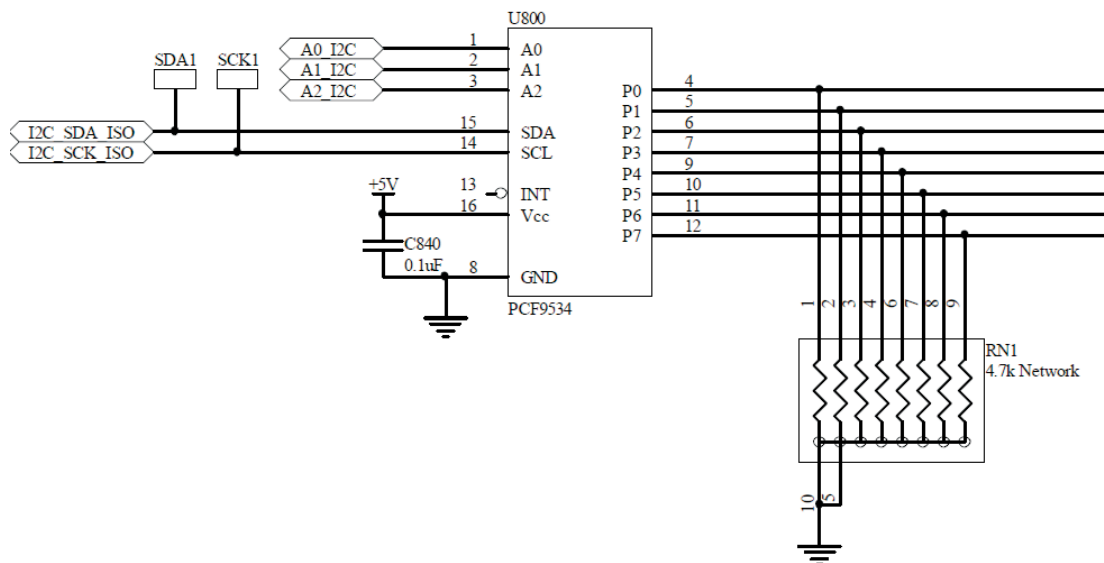 U800
SDA1 SCK1
A0_I2C 1 A0
A1_I2C 2 A1
A2_I2C 3 A2
P0 4
P1 5
P2 6
P3 7
P4 9
P5 10
P6 11
P7 12
I2C_SDA_ISO 15 SDA
I2C_SCK_ISO 14 SCL
+5V
13 INT
16 Vcc
C840
0.1uF
8 GND
PCF9534
1 2 3 4 6 7 8 9
RN1
4.7k Network
10 5